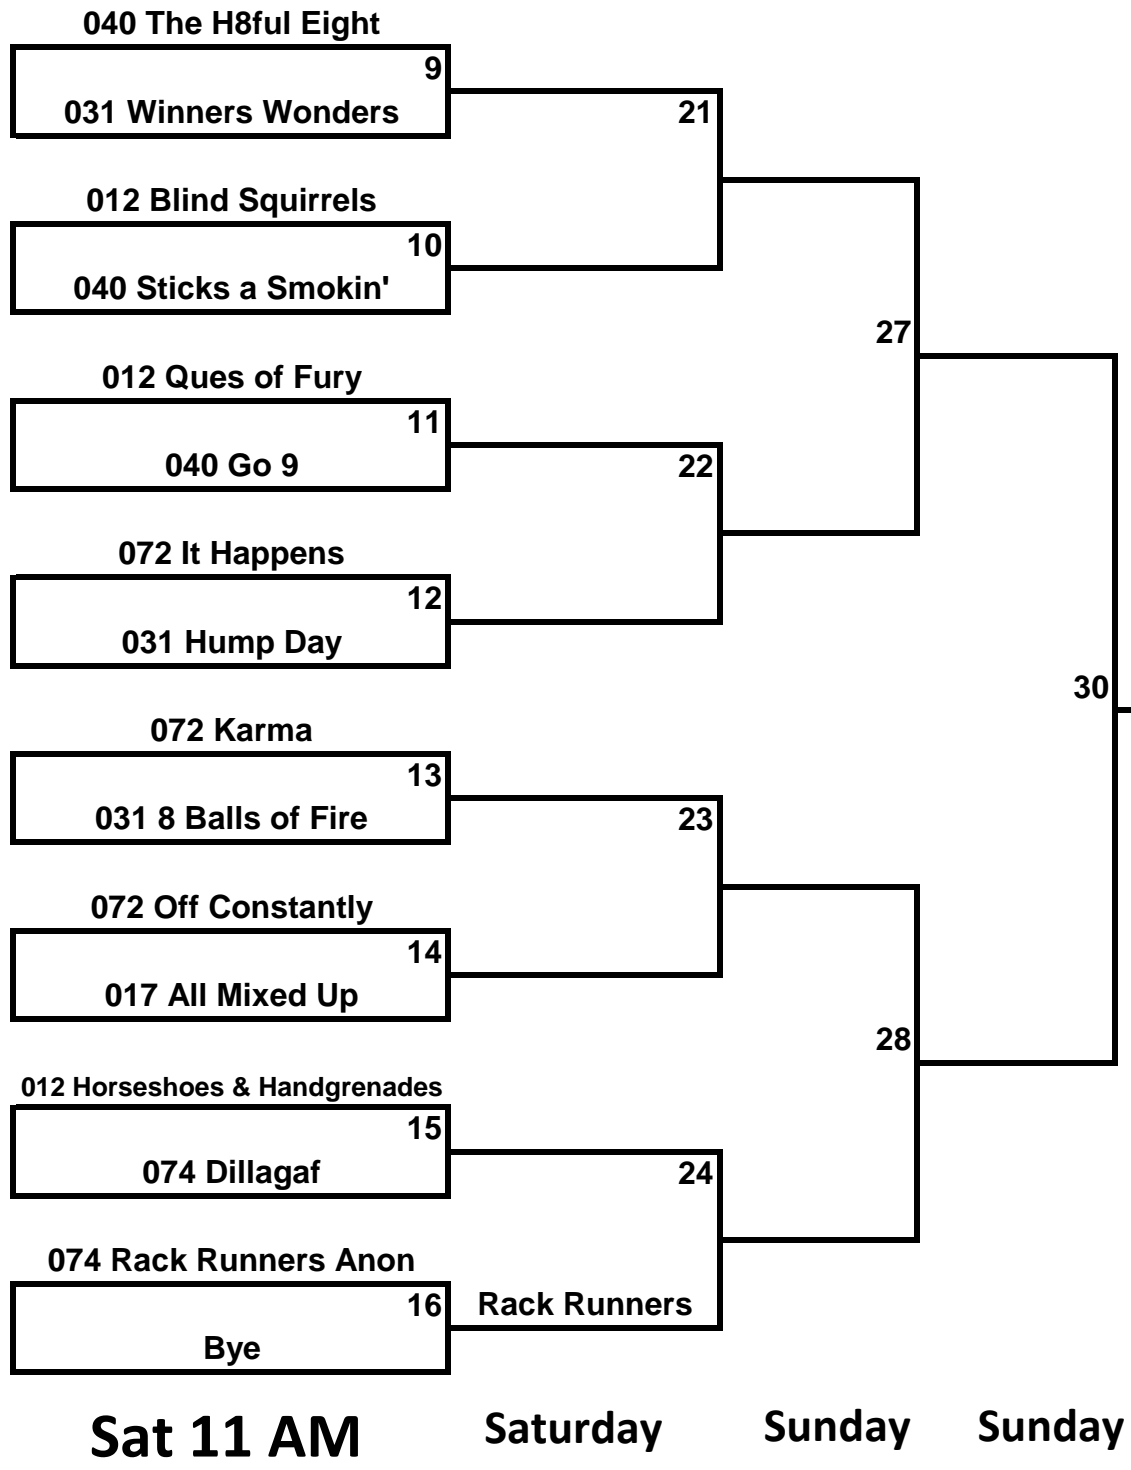 040 The H8ful Eight
9
031 Winners Wonders
21
012 Blind Squirrels
10
040 Sticks a Smokin'
27
012 Ques of Fury
11
040 Go 9
22
072 It Happens
12
031 Hump Day
30
072 Karma
13
031 8 Balls of Fire
23
072 Off Constantly
14
017 All Mixed Up
28
012 Horseshoes & Handgrenades
15
074 Dillagaf
24
074 Rack Runners Anon
16
Rack Runners
Bye
Sat 11 AM
Saturday
Sunday
Sunday